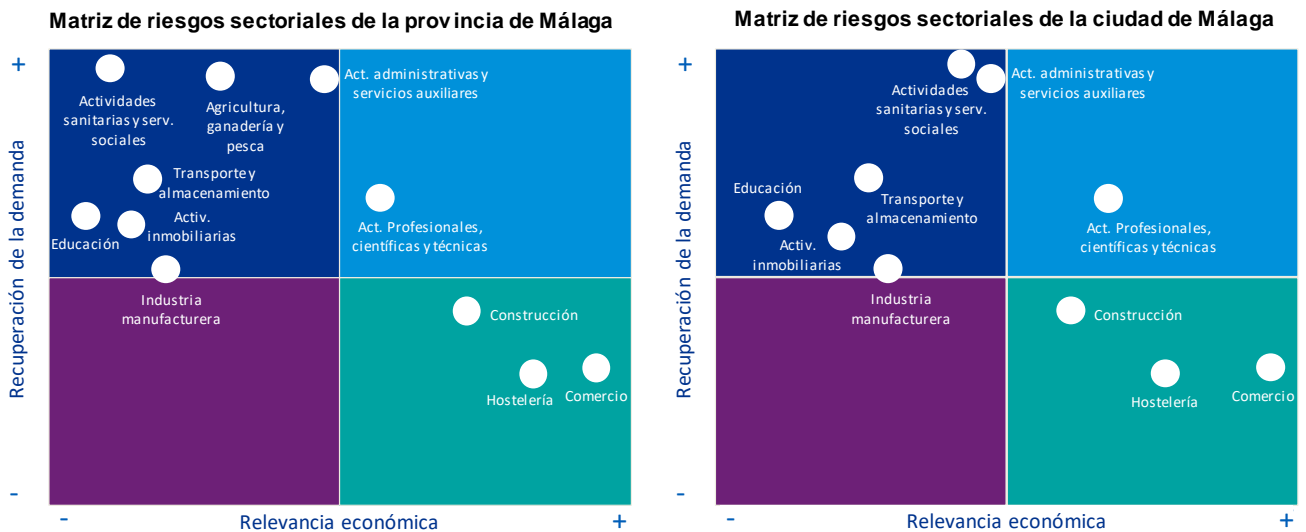 Matriz de riesgos sectoriales de la provincia de Málaga
+
Recuperación de la demanda
-
Actividades
sanitarias y serv.
sociales
Agricultura,
ganadería y
pesca
Act. administrativas y
servicios auxiliares
Transporte y
almacenamiento
Educación
Activ.
inmobiliarias
Act. Profesionales,
científicas y técnicas
Industria
manufacturera
Construcción
Hostelería
Comercio
-
Relevancia económica
+
Matriz de riesgos sectoriales de la ciudad de Málaga
+
Recuperación de la demanda
-
Actividades
sanitarias y serv.
sociales
Act. administrativas y
servicios auxiliares
Educación
Transporte y
almacenamiento
Activ.
inmobiliarias
Act. Profesionales,
científicas y técnicas
Industria
manufacturera
Construcción
Hostelería
Comercio
-
Relevancia económica
+